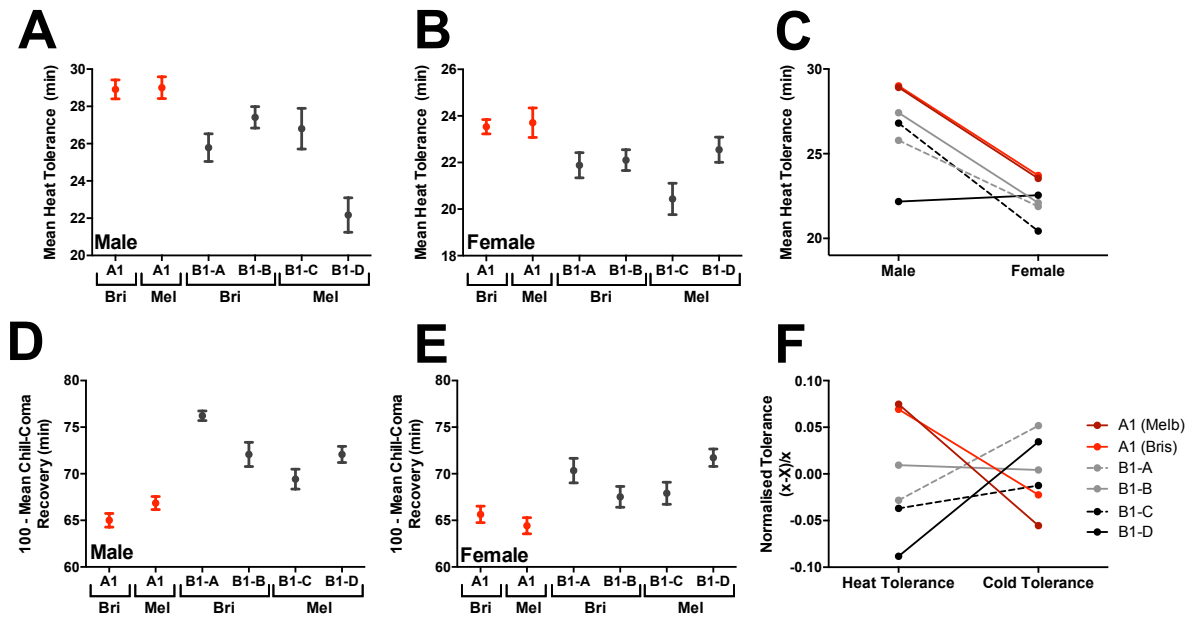 A
Mean Heat Tolerance (min)
30
28
26
24
22
20
Male
A1 A1 B1-A B1-B B1-C B1-D
Bri Mel Bri Mel
B
Mean Heat Tolerance (min)
26
24
22
20
18
Female
A1 A1 B1-A B1-B B1-C B1-D
Bri Mel Bri Mel
C
Mean Heat Tolerance (min)
30
25
20
Male Female
D
100 - Mean Chill-Coma
Recovery (min)
80
75
70
65
60
Male
A1 A1 B1-A B1-B B1-C B1-D
Bri Mel Bri Mel
E
100 - Mean Chill-Coma
Recovery (min)
80
75
70
65
60
Female
A1 A1 B1-A B1-B B1-C B1-D
Bri Mel Bri Mel
F
Normalised Tolerance
(x-X)/x
0.10
0.05
0.00
-0.05
-0.10
Heat Tolerance Cold Tolerance
A1 (Melb)
A1 (Bris)
B1-A
B1-B
B1-C
B1-D